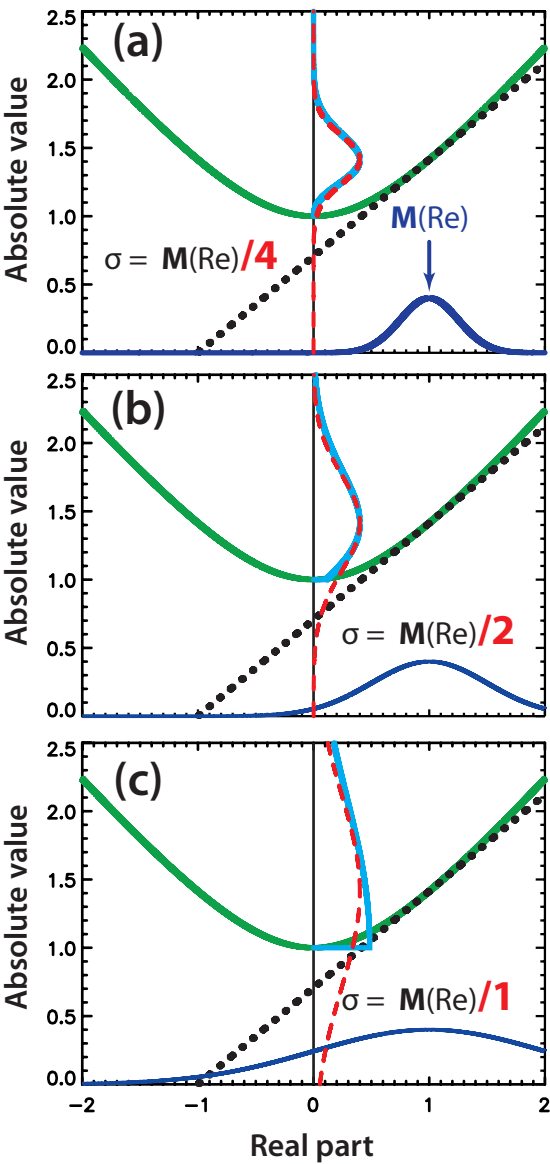 2.5
(a)
2.0
1.5
M(Re)
1.0
σ = M(Re)/4
0.5
0.0
Absolute value
2.5
(b)
2.0
1.5
1.0
σ = M(Re)/2
0.5
0.0
Absolute value
2.5
(c)
2.0
1.5
1.0
σ = M(Re)/1
0.5
0.0
Absolute value
−2 −1 0 1 2
Real part